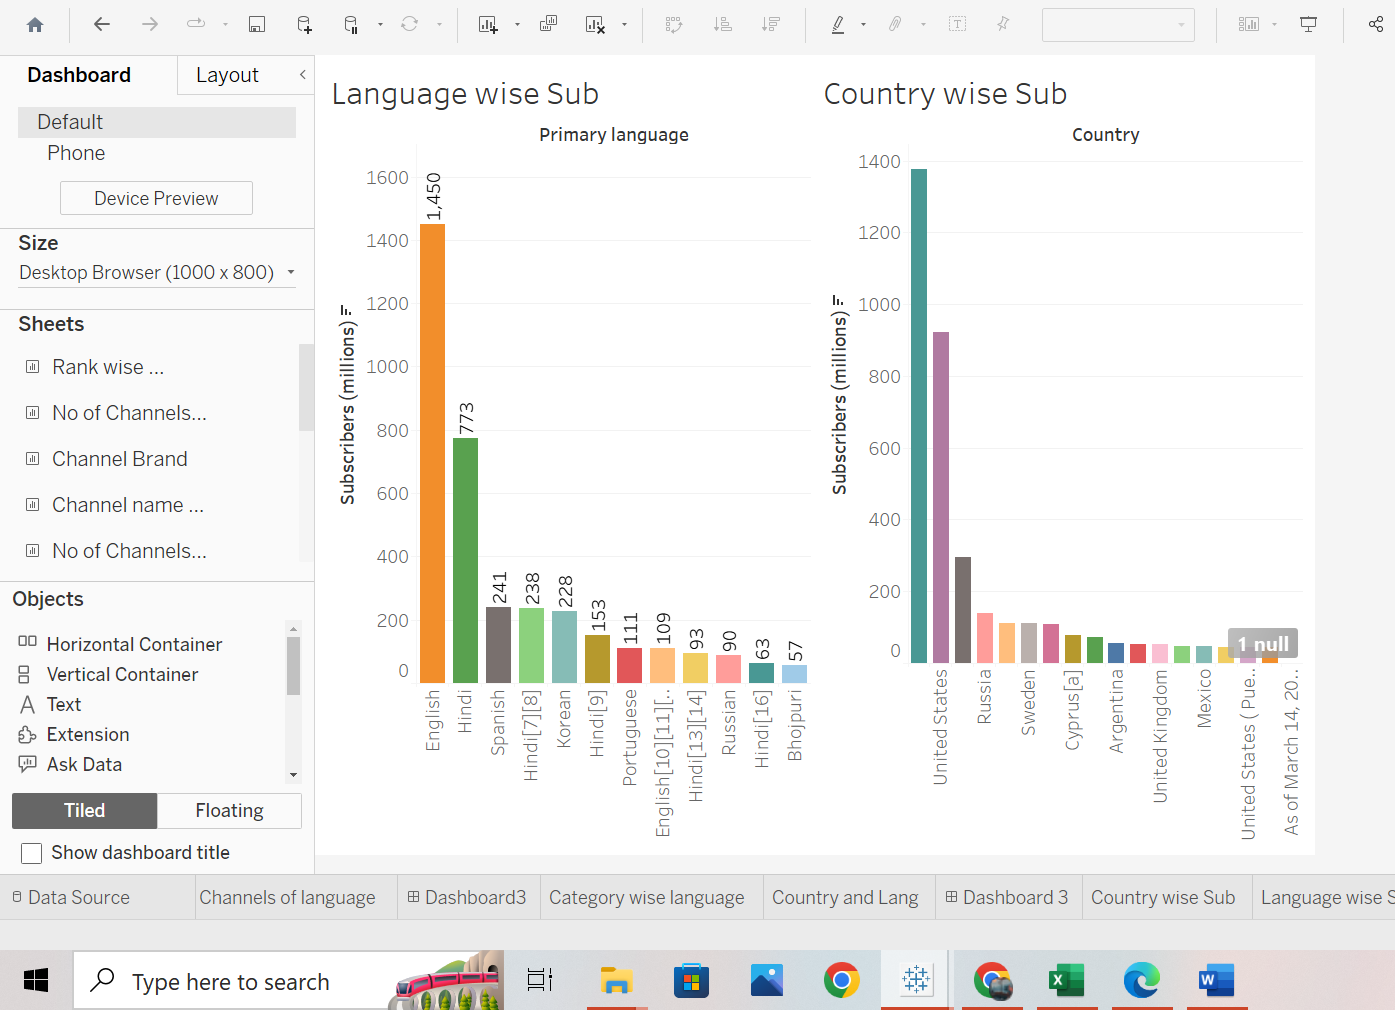 Dashboard
Layout
Default
Phone
Device Preview
Size
Desktop Browser (1000 x 800)
Sheets
Rank wise ...
No of Channels...
Channel Brand
Channel name ...
No of Channels...
Objects
Horizontal Container
Vertical Container
Text
Extension
Ask Data
Tiled
Floating
Show dashboard title
Language wise Sub
Primary language
Subscribers (millions)
1600
1400
1200
1000
800
600
400
200
0
1,450
773
241
238
228
153
111
109
93
90
63
57
English
Hindi
Spanish
Hindi[7][8]
Korean
Hindi[9]
Portuguese
English[10][11][..
Hindi[13][14]
Russian
Hindi[16]
Bhojpuri
Country wise Sub
Country
Subscribers (millions)
1400
1200
1000
800
600
400
200
0
1 null
United States
Russia
Sweden
Cyprus[a]
Argentina
United Kingdom
Mexico
United States ( Pue..
As of March 14, 20..
Data Source
Channels of language
Dashboard3
Category wise language
Country and Lang
Dashboard 3
Country wise Sub
Language wise S
Type here to search